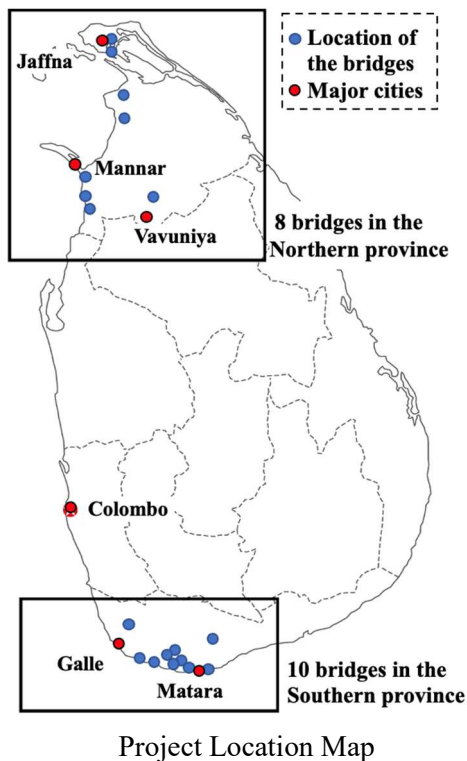 Location of
the bridges
Major cities
Jaffna
Mannar
Vavuniya
8 bridges in the
Northern province
Colombo
Galle
Matara
10 bridges in the
Southern province
Project Location Map